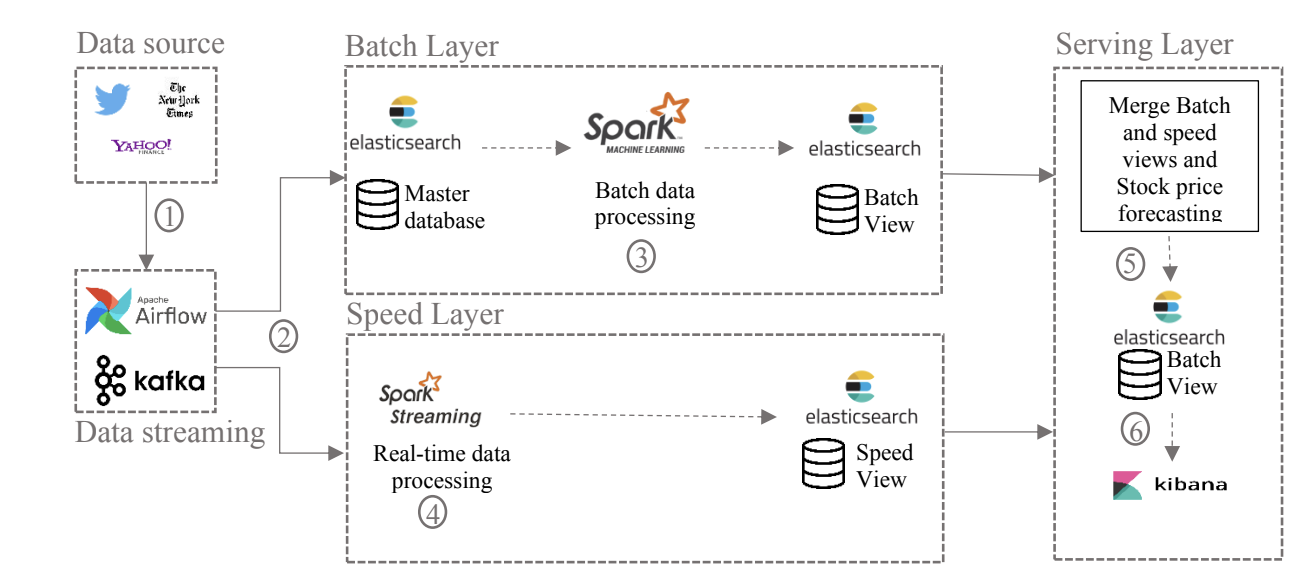 Data source
The
New York
Times
YAHOO!
FINANCE
1
Apache
Airflow
kafka
Data streaming
2
Batch Layer
elasticsearch
Master
database
Spark
MACHINE LEARNING
Batch data
processing
3
elasticsearch
Batch
View
Speed Layer
Spark
Streaming
Real-time data
processing
4
elasticsearch
Speed
View
Serving Layer
Merge Batch
and speed
views and
Stock price
forecasting
5
elasticsearch
Batch
View
6
kibana